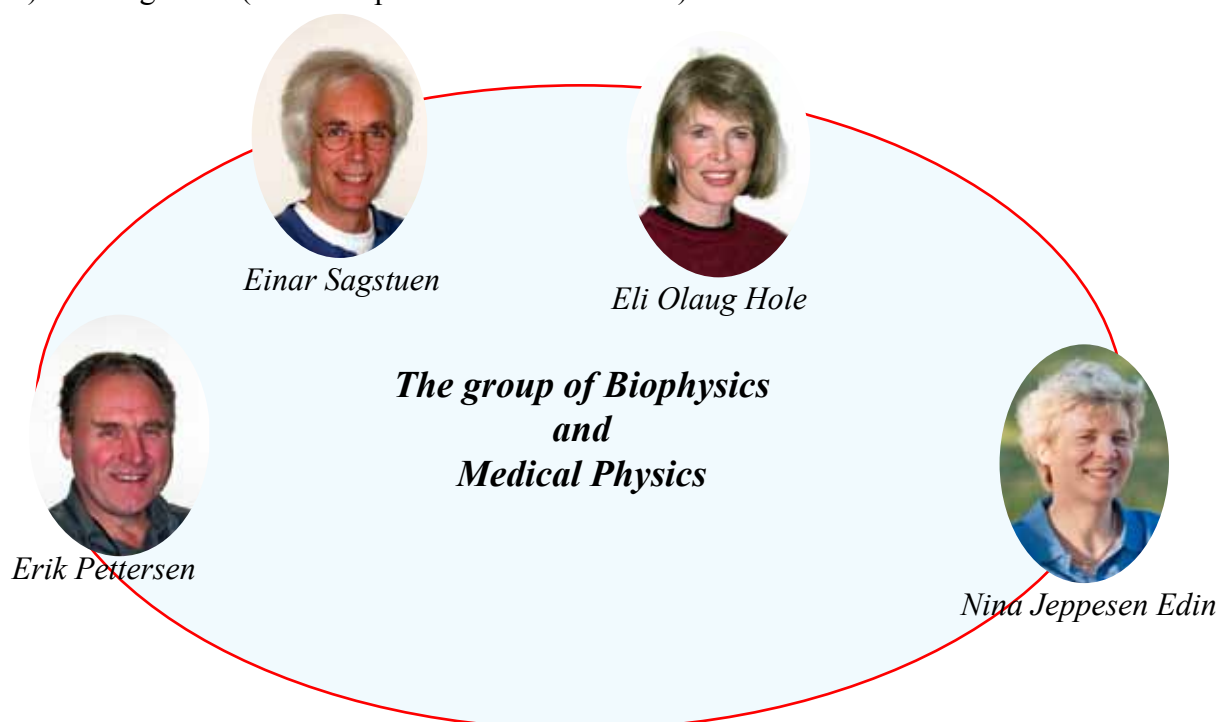 Einar Sagstuen
Eli Olaug Hole
The group of Biophysics
and
Medical Physics
Erik Pettersen
Nina Jeppesen Edin